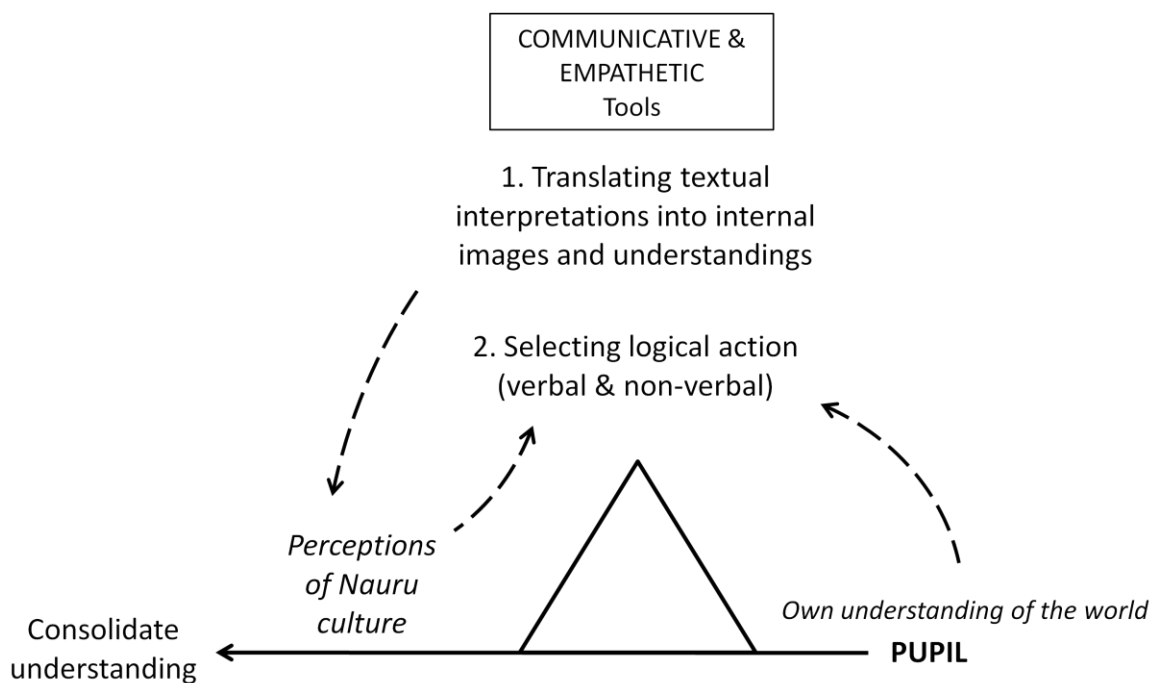 COMMUNICATIVE &
EMPATHETIC
Tools
1. Translating textual
interpretations into internal
images and understandings
2. Selecting logical action
(verbal & non-verbal)
Perceptions
of Nauru
culture
Own understanding of the world
Consolidate
understanding
PUPIL